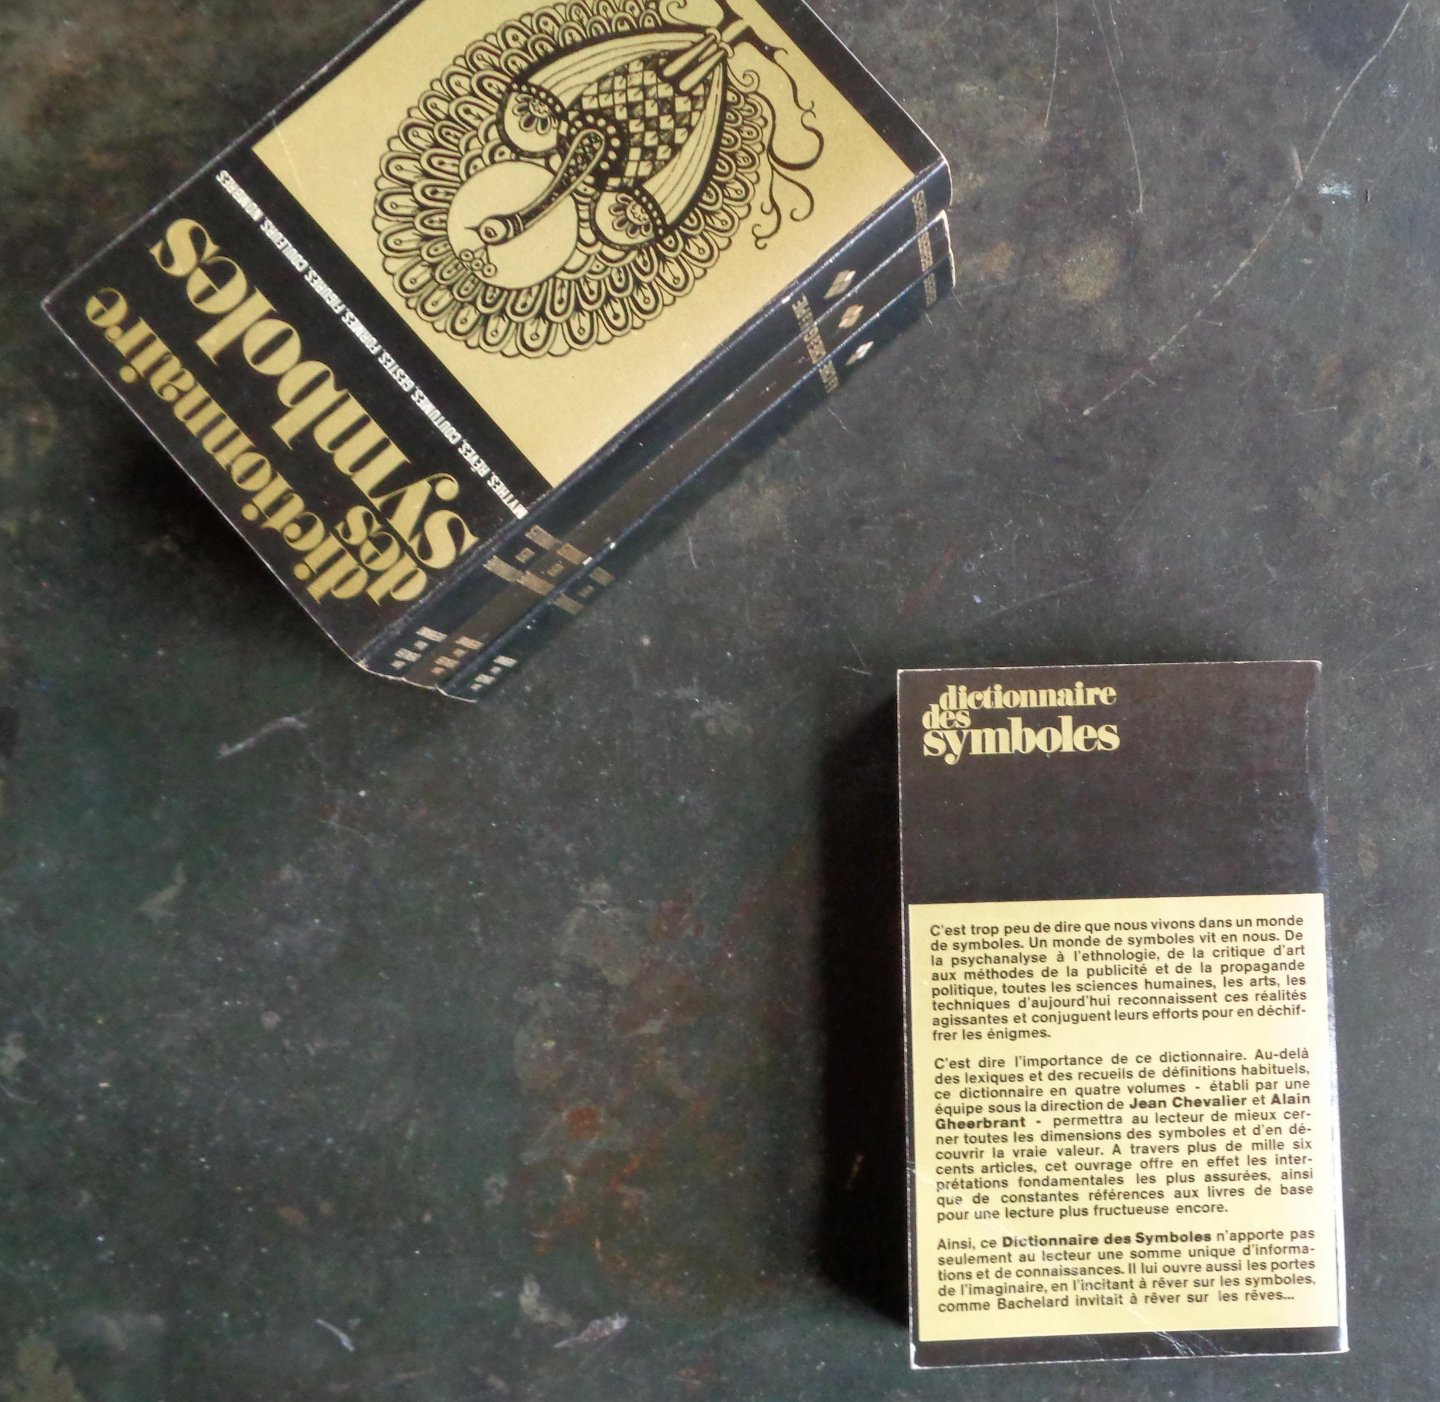 dictionnaire
des
symboles
MYTHES, RÊVES, COUTUMES, GESTES, FORMES, FIGURES, COULEURS, NOMBRES
dictionnaire
des
symboles
C'est trop peu de dire que nous vivons dans un monde
de symboles. Un monde de symboles vit en nous. De
la psychanalyse à l'ethnologie, de la critique d'art
aux méthodes de la publicité et de la propagande
politique, toutes les sciences humaines, les arts, les
techniques d'aujourd'hui reconnaissent ces réalités
agissantes et conjuguent leurs efforts pour en déchif-
frer les énigmes.
C'est dire l'importance de ce dictionnaire. Au-delà
des lexiques et des recueils de définitions habituels,
ce dictionnaire en quatre volumes - établi par une
équipe sous la direction de Jean Chevalier et Alain
Gheerbrant - permettra au lecteur de mieux cer-
ner toutes les dimensions des symboles et d'en dé-
couvrir la vraie valeur. A travers plus de mille six
cents articles, cet ouvrage offre en effet les inter-
prétations fondamentales les plus assurées, ainsi
que de constantes références aux livres de base
pour une lecture plus fructueuse encore.
Ainsi, ce Dictionnaire des Symboles n'apporte pas
seulement au lecteur une somme unique d'informa-
tions et de connaissances. Il lui ouvre aussi les portes
de l'imaginaire, en l'incitant à rêver sur les symboles,
comme Bachelard invitait à rêver sur les rêves...